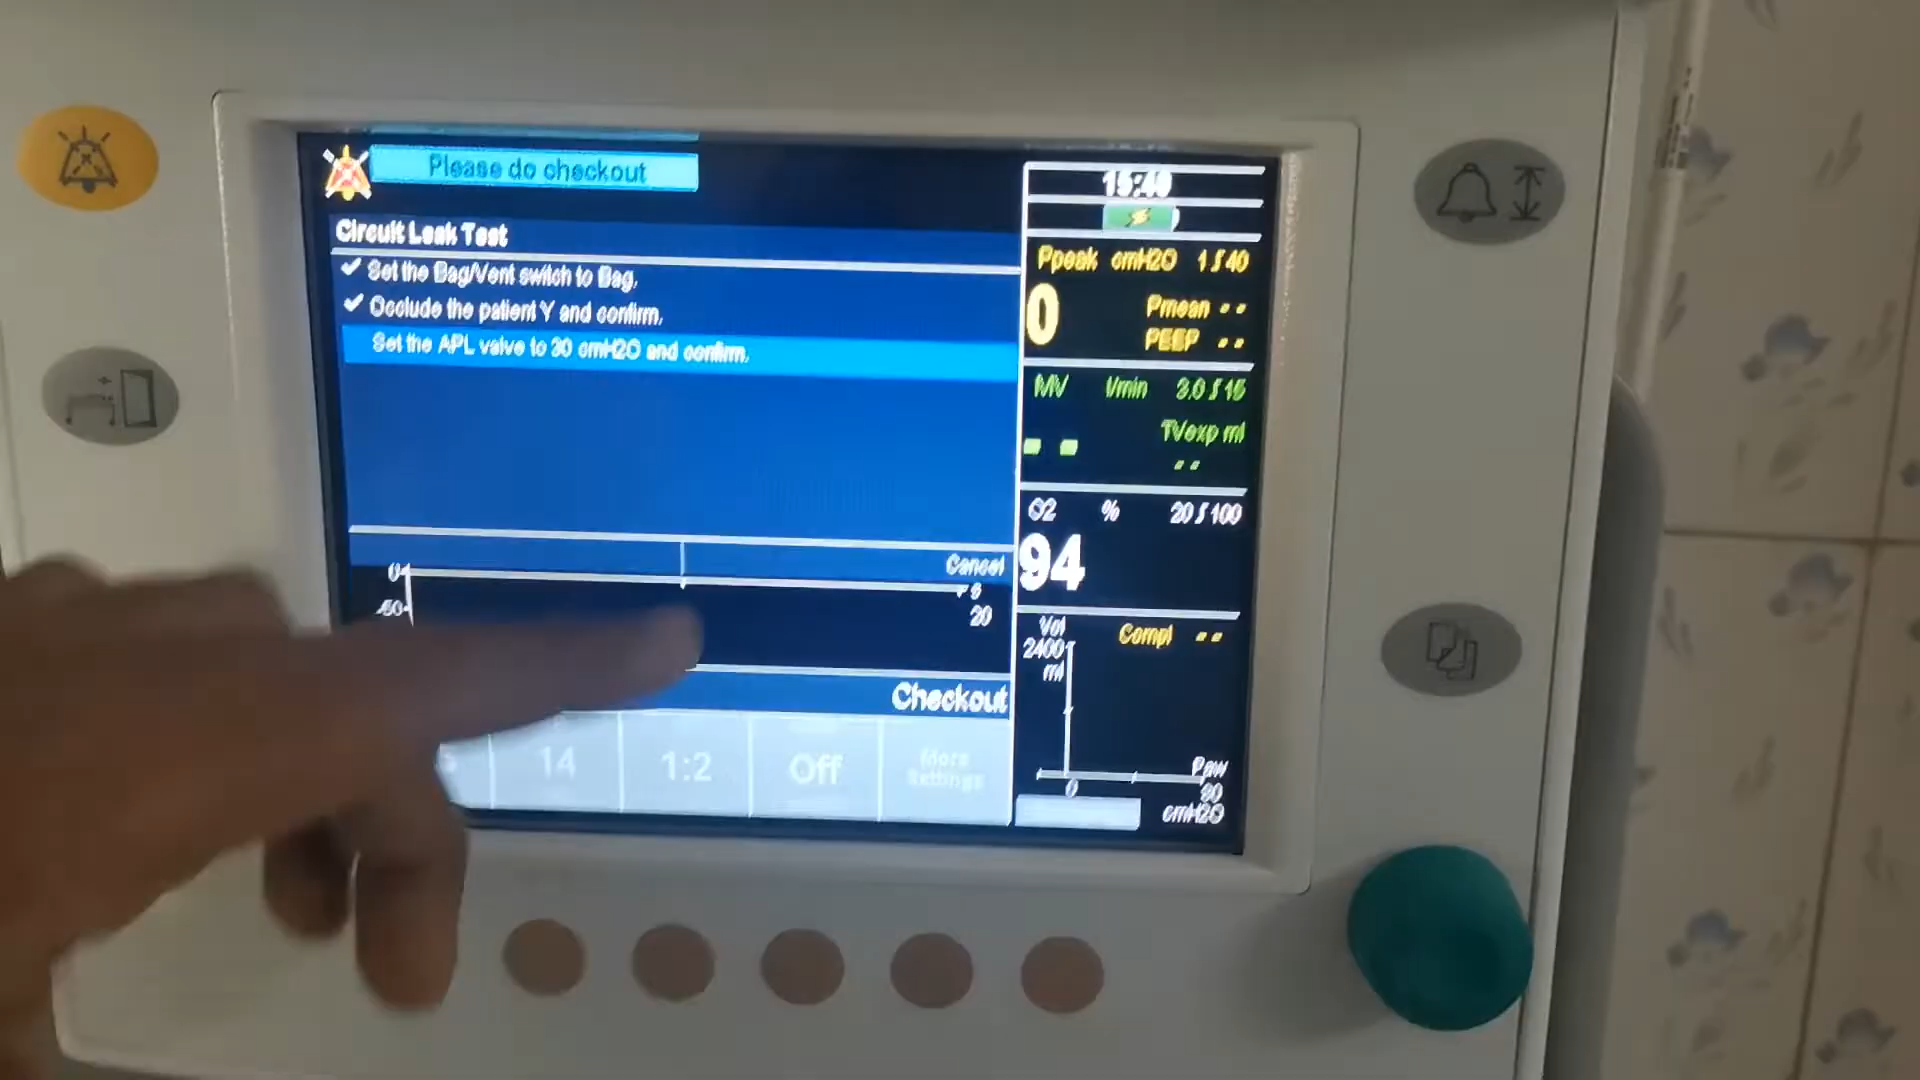 Please do checkout
Circuit Leak Test
Set the Bag/Vent switch to Bag.
Occlude the patient Y and confirm.
Set the APL valve to 30 cmH2O and confirm.
Cancel
0
s
20
Checkout
14
1:2
Off
More
Settings
Ppeak cmH2O 15/40
0
Pmean --
PEEP --
MV l/min 3.0/15
TVexp ml
-- --
O2 % 20/100
94
Vol
2400
ml
Compl --
Paw
0
cmH2O